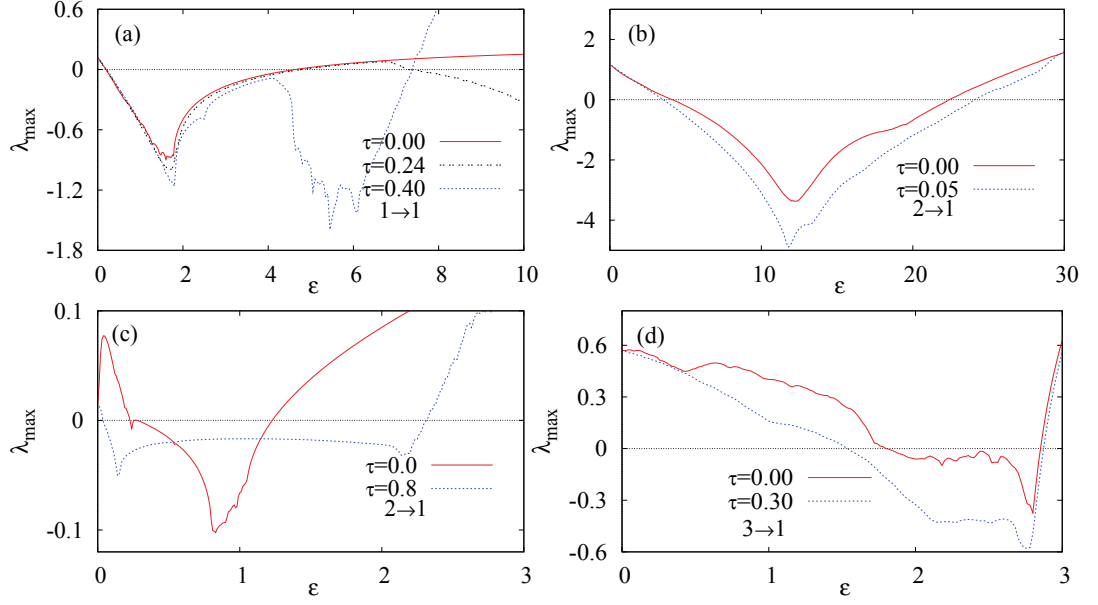 (a)
0.6
0
-0.6
-1.2
-1.8
λmax
τ=0.00
τ=0.24
τ=0.40
1→1
0 2 4 6 8 10
ε
(b)
2
0
-2
-4
λmax
τ=0.00
τ=0.05
2→1
0 10 20 30
ε
(c)
0.1
0
-0.1
λmax
τ=0.0
τ=0.8
2→1
0 1 2 3
ε
(d)
0.6
0.3
0
-0.3
-0.6
λmax
τ=0.00
τ=0.30
3→1
0 1 2 3
ε